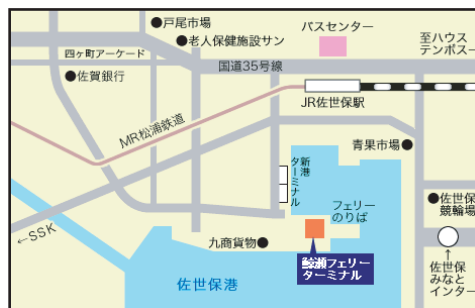 ●戸尾市場
●老人保健施設サン
バスセンター
至ハウス
テンボス
四ヶ町アーケード
国道35号線
●佐賀銀行
JR佐世保駅
MR松浦鉄道
青果市場●
新港
ターミナル
フェリー
のりば
●佐世保
競輪場
九商貨物●
←SSK
鯨瀬フェリー
ターミナル
佐世保
みなと
インター
佐世保港